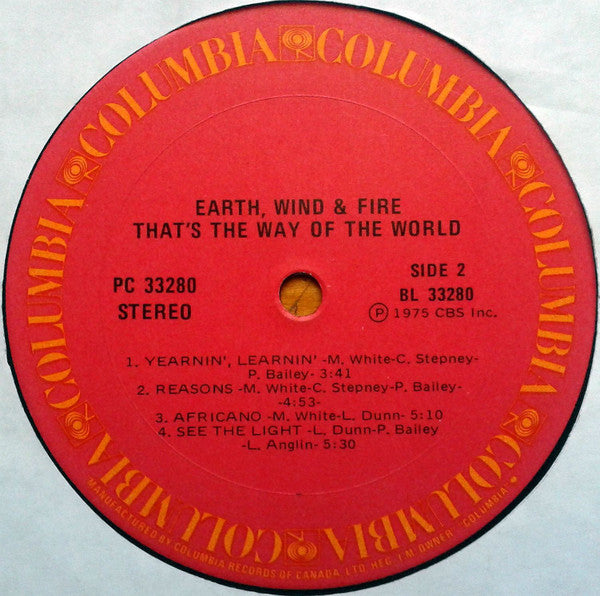 COLUMBIA COLUMBIA COLUMBIA COLUMBIA COLUMBIA COLUMBIA COLUMBIA COLUMBIA
EARTH, WIND & FIRE
THAT'S THE WAY OF THE WORLD
PC 33280
STEREO
SIDE 2
BL 33280
Ⓟ 1975 CBS Inc.
1. YEARNIN', LEARNIN' -M. White-C. Stepney-
P. Bailey- 3:41
2. REASONS -M. White-C. Stepney-P. Bailey-
-4:53-
3. AFRICANO -M. White-L. Dunn- 5:10
4. SEE THE LIGHT -L, Dunn-P. Bailey
-L. Anglin- 5:30
MANUFACTURED BY COLUMBIA RECORDS OF CANADA LTD. REG. T.M. OWNER "COLUMBIA"